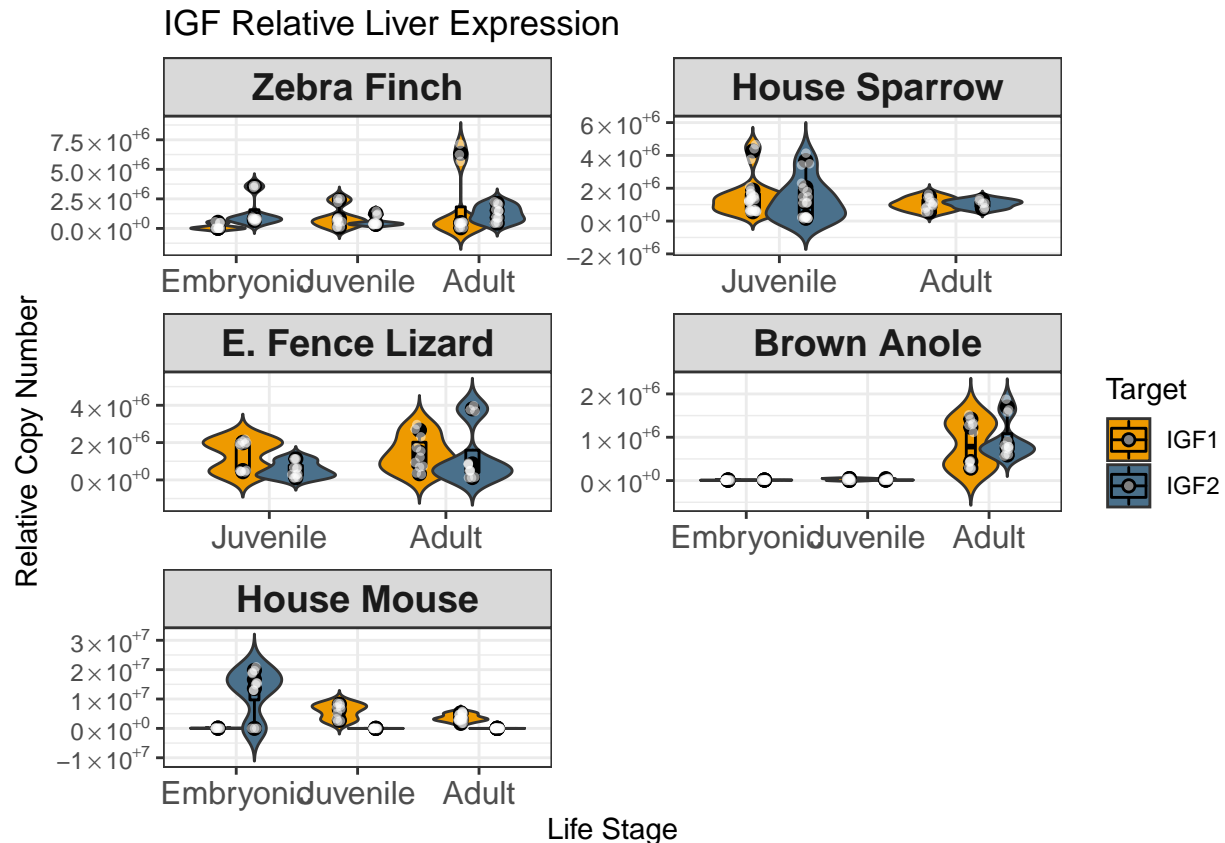 IGF Relative Liver Expression
Zebra Finch
7.5 × 10^+6
5.0 × 10^+6
2.5 × 10^+6
0.0 × 10^+0
Embryonic Juvenile Adult
House Sparrow
6 × 10^+6
4 × 10^+6
2 × 10^+6
0 × 10^+0
−2 × 10^+6
Juvenile Adult
E. Fence Lizard
4 × 10^+6
2 × 10^+6
0 × 10^+0
Juvenile Adult
Brown Anole
2 × 10^+6
1 × 10^+6
0 × 10^+0
Embryonic Juvenile Adult
House Mouse
3 × 10^+7
2 × 10^+7
1 × 10^+7
0 × 10^+0
−1 × 10^+7
Embryonic Juvenile Adult
Relative Copy Number
Life Stage
Target
IGF1
IGF2